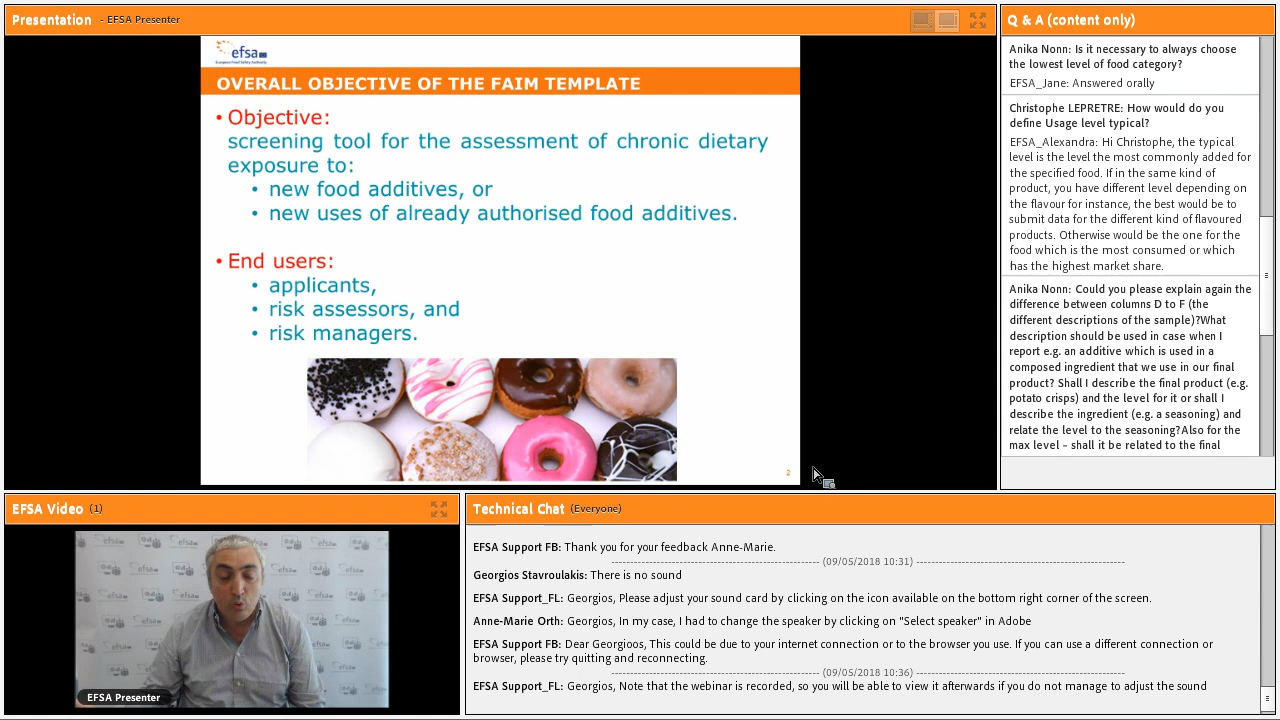 Presentation - EFSA Presenter
efsa
European Food Safety Authority
OVERALL OBJECTIVE OF THE FAIM TEMPLATE
• Objective:
screening tool for the assessment of chronic dietary
exposure to:
• new food additives, or
• new uses of already authorised food additives.
• End users:
• applicants,
• risk assessors, and
• risk managers.
2
Q & A (content only)
Anika Nonn: Is it necessary to always choose
the lowest level of food category?
EFSA_Jane: Answered orally
Christophe LEPRETRE: How would do you
define Usage level typical?
EFSA_Alexandra: Hi Christophe, the typical
level is the level the most commonly added for
the specified food. If in the same kind of
product, you have different level depending on
the flavour for instance, the best would be to
submit data for the different kind of flavoured
products. Otherwise would be the one for the
food which is the most consumed or which
has the highest market share.
Anika Nonn: Could you please explain again the
difference between columns D to F (the
different descriptions of the sample)?What
description should be used in case when I
report e.g. an additive which is used in a
composed ingredient that we use in our final
product? Shall I describe the final product (e.g.
potato crisps) and the level for it or shall I
describe the ingredient (e.g. a seasoning) and
relate the level to the seasoning?Also for the
max level – shall it be related to the final
EFSA Video (1)
EFSA Presenter
Technical Chat (Everyone)
EFSA Support FB: Thank you for your feedback Anne-Marie.
(09/05/2018 10:31)
Georgios Stavroulakis: There is no sound
EFSA Support_FL: Georgios, Please adjust your sound card by clicking on the icon available on the bottom right corner of the screen.
Anne-Marie Orth: Georgios, In my case, I had to change the speaker by clicking on "Select speaker" in Adobe
EFSA Support FB: Dear Georgioos, This could be due to your internet connection or to the browser you use. If you can use a different connection or
browser, please try quitting and reconnecting.
(09/05/2018 10:36)
EFSA Support_FL: Georgios, Note that the webinar is recorded, so you will be able to view it afterwards if you do not manage to adjust the sound